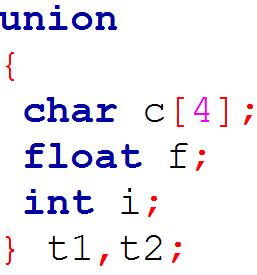 union
{
char c[4];
float f;
int i;
} t1,t2;